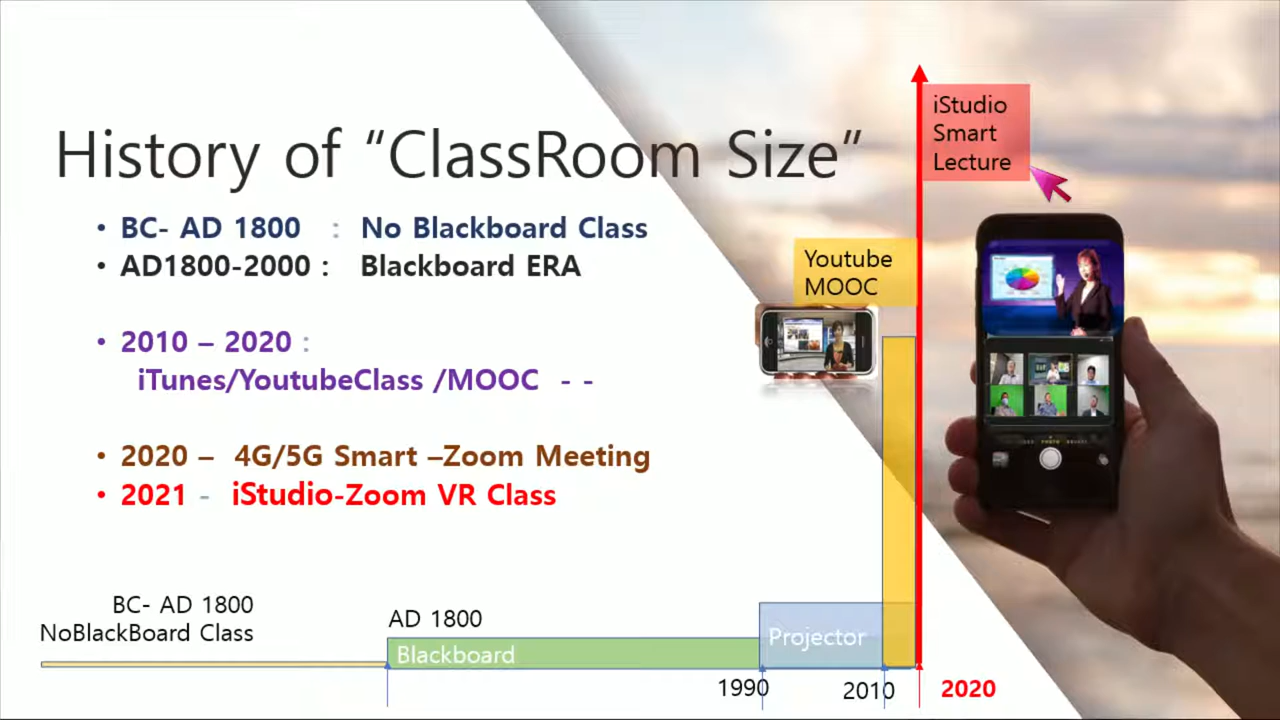 History of “ClassRoom Size”
• BC- AD 1800 : No Blackboard Class
• AD1800-2000 : Blackboard ERA
• 2010 – 2020 :
iTunes/YoutubeClass /MOOC - -
• 2020 – 4G/5G Smart –Zoom Meeting
• 2021 - iStudio-Zoom VR Class
iStudio
Smart
Lecture
Youtube
MOOC
BC- AD 1800
NoBlackBoard Class
AD 1800
Blackboard
Projector
1990
2010
2020